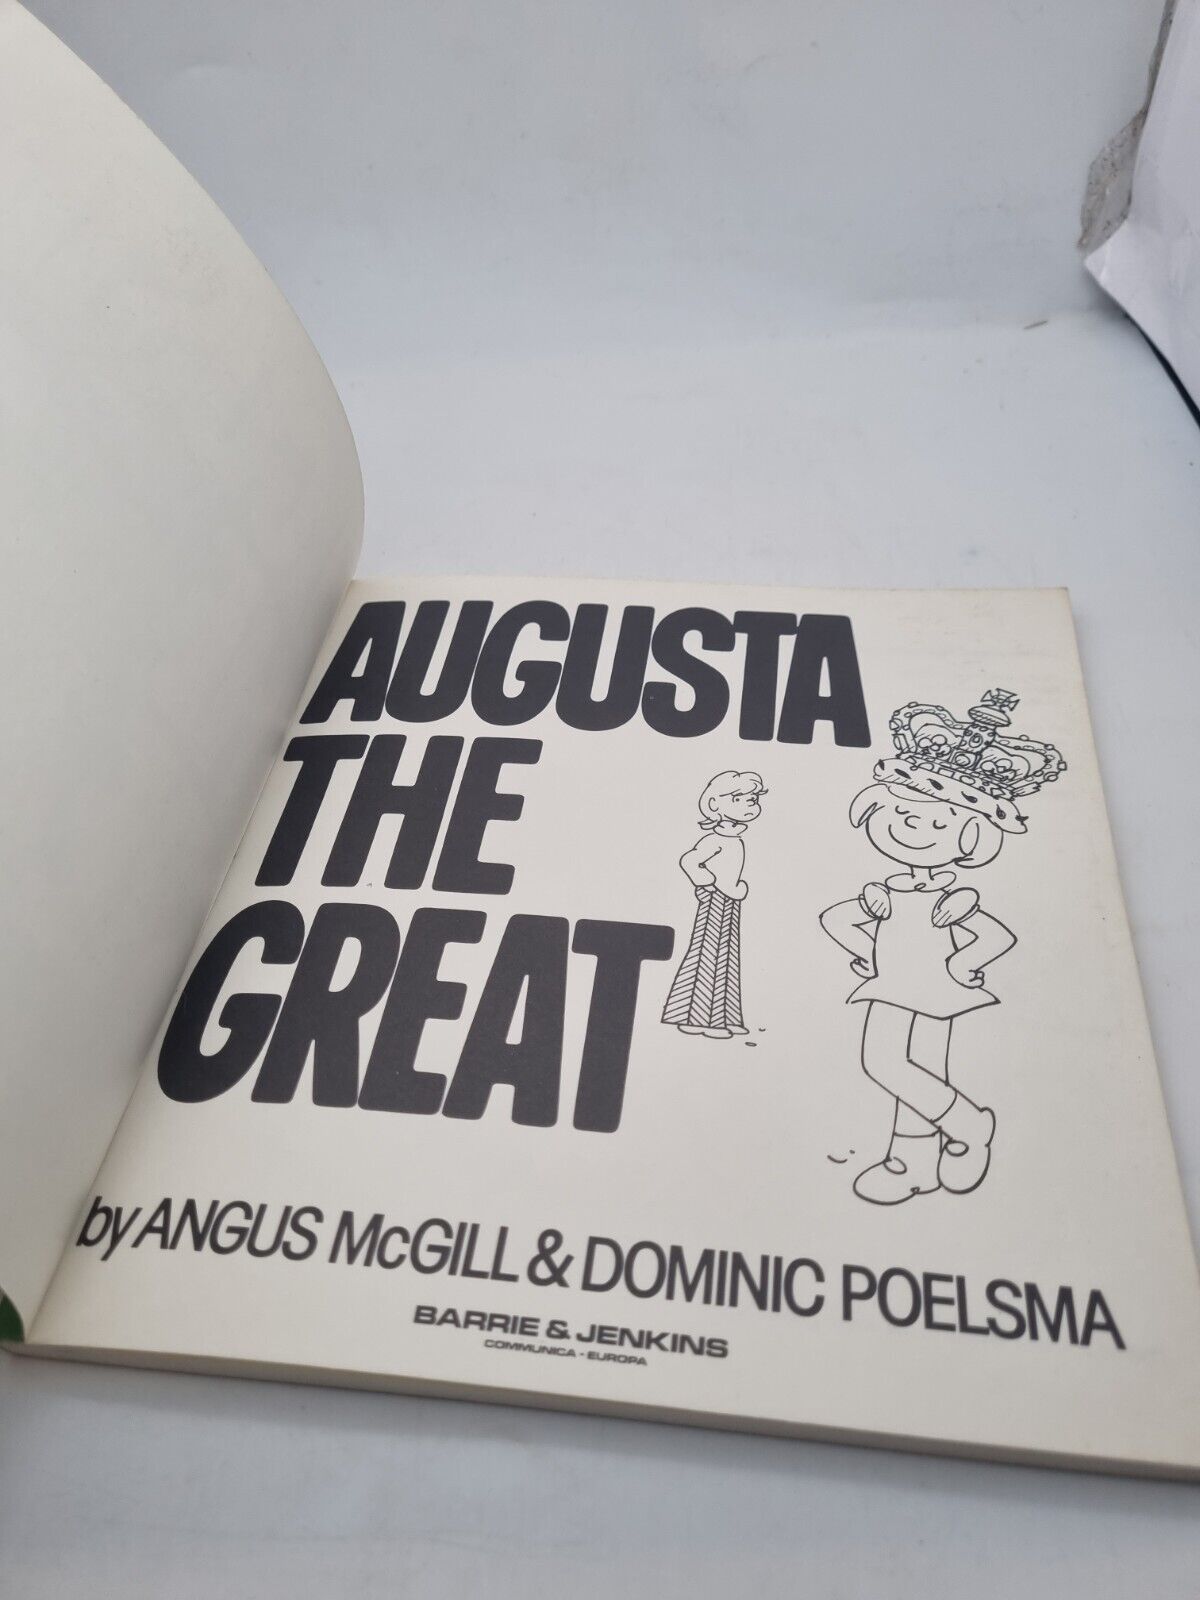 AUGUSTA
THE
GREAT
by ANGUS McGILL & DOMINIC POELSMA
BARRIE & JENKINS
COMMUNICA - EUROPA